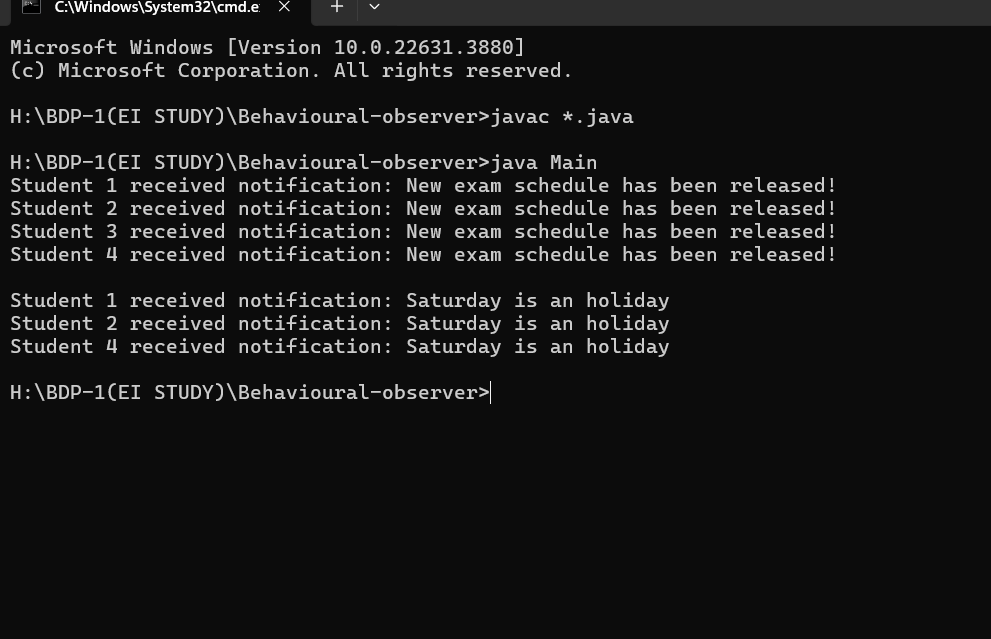 C:\Windows\System32\cmd.e
Microsoft Windows [Version 10.0.22631.3880]
(c) Microsoft Corporation. All rights reserved.
H:\BDP-1(EI STUDY)\Behavioural-observer>javac *.java
H:\BDP-1(EI STUDY)\Behavioural-observer>java Main
Student 1 received notification: New exam schedule has been released!
Student 2 received notification: New exam schedule has been released!
Student 3 received notification: New exam schedule has been released!
Student 4 received notification: New exam schedule has been released!
Student 1 received notification: Saturday is an holiday
Student 2 received notification: Saturday is an holiday
Student 4 received notification: Saturday is an holiday
H:\BDP-1(EI STUDY)\Behavioural-observer>